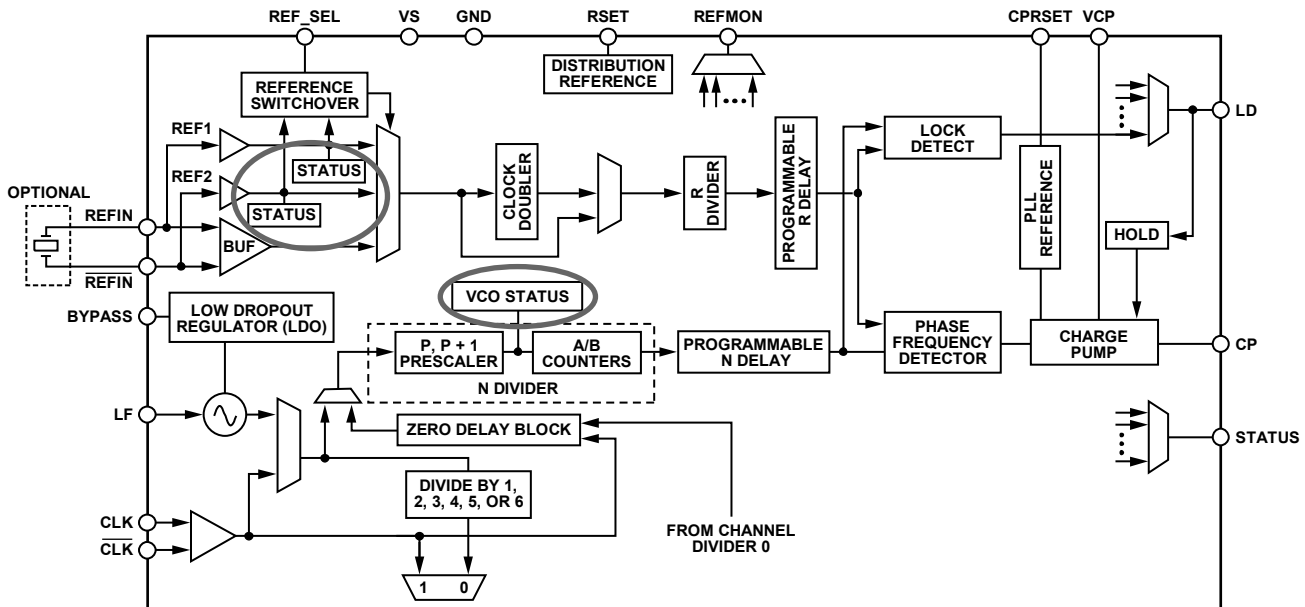 REF_SEL
VS
GND
RSET
REFMON
CPRSET
VCP
REFERENCE
SWITCHOVER
DISTRIBUTION
REFERENCE
REF1
REF2
STATUS
STATUS
BUF
OPTIONAL
REFIN
REFIN
BYPASS
LOW DROPOUT
REGULATOR (LDO)
CLOCK
DOUBLER
R
DIVIDER
PROGRAMMABLE
R DELAY
LOCK
DETECT
LD
PLL
REFERENCE
HOLD
VCO STATUS
P, P + 1
PRESCALER
A/B
COUNTERS
N DIVIDER
PROGRAMMABLE
N DELAY
PHASE
FREQUENCY
DETECTOR
CHARGE
PUMP
CP
LF
ZERO DELAY BLOCK
STATUS
DIVIDE BY 1,
2, 3, 4, 5, OR 6
CLK
CLK
FROM CHANNEL
DIVIDER 0
1 0